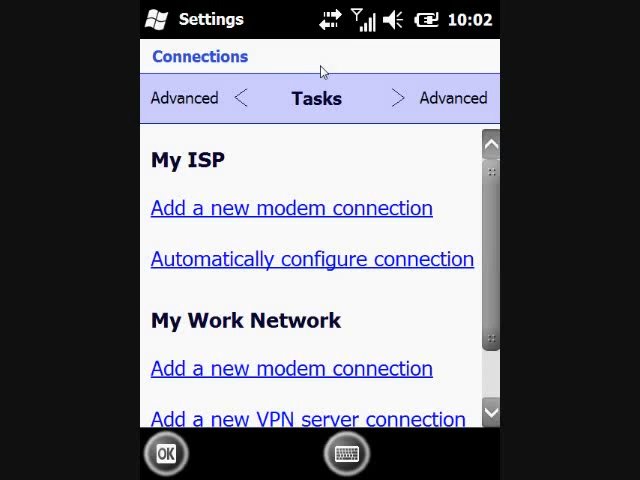 Settings 10:02
Connections
Advanced < Tasks > Advanced
My ISP
Add a new modem connection
Automatically configure connection
My Work Network
Add a new modem connection
Add a new VPN server connection
OK